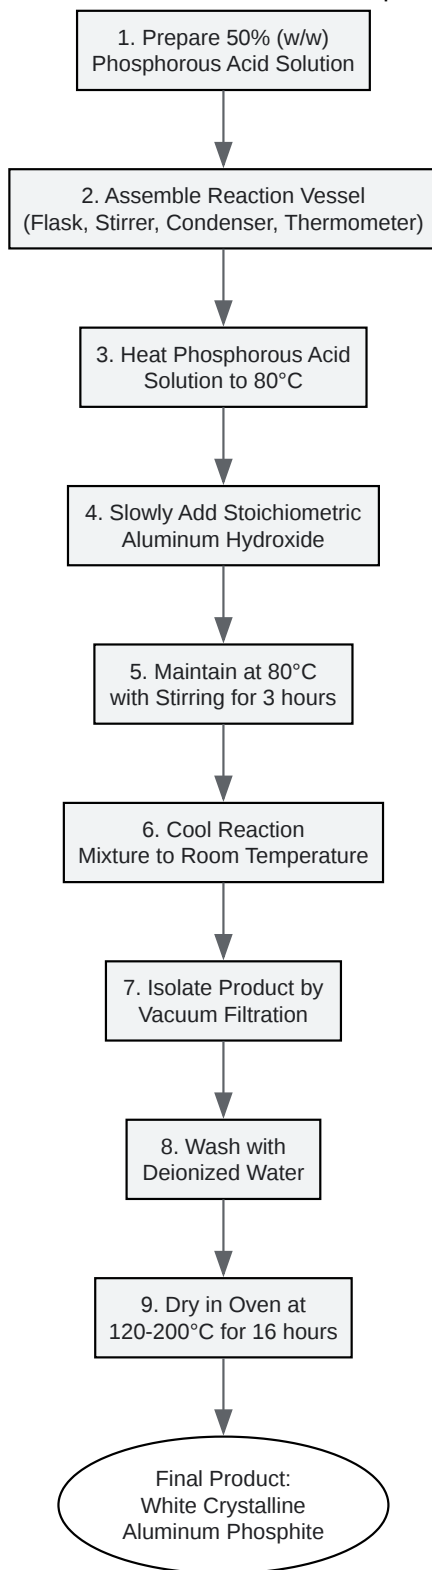 1. Prepare 50% (w/w)
Phosphorous Acid Solution
2. Assemble Reaction Vessel
(Flask, Stirrer, Condenser, Thermometer)
3. Heat Phosphorous Acid
Solution to 80°C
4. Slowly Add Stoichiometric
Aluminum Hydroxide
5. Maintain at 80°C
with Stirring for 3 hours
6. Cool Reaction
Mixture to Room Temperature
7. Isolate Product by
Vacuum Filtration
8. Wash with
Deionized Water
9. Dry in Oven at
120-200°C for 16 hours
Final Product:
White Crystalline
Aluminum Phosphite